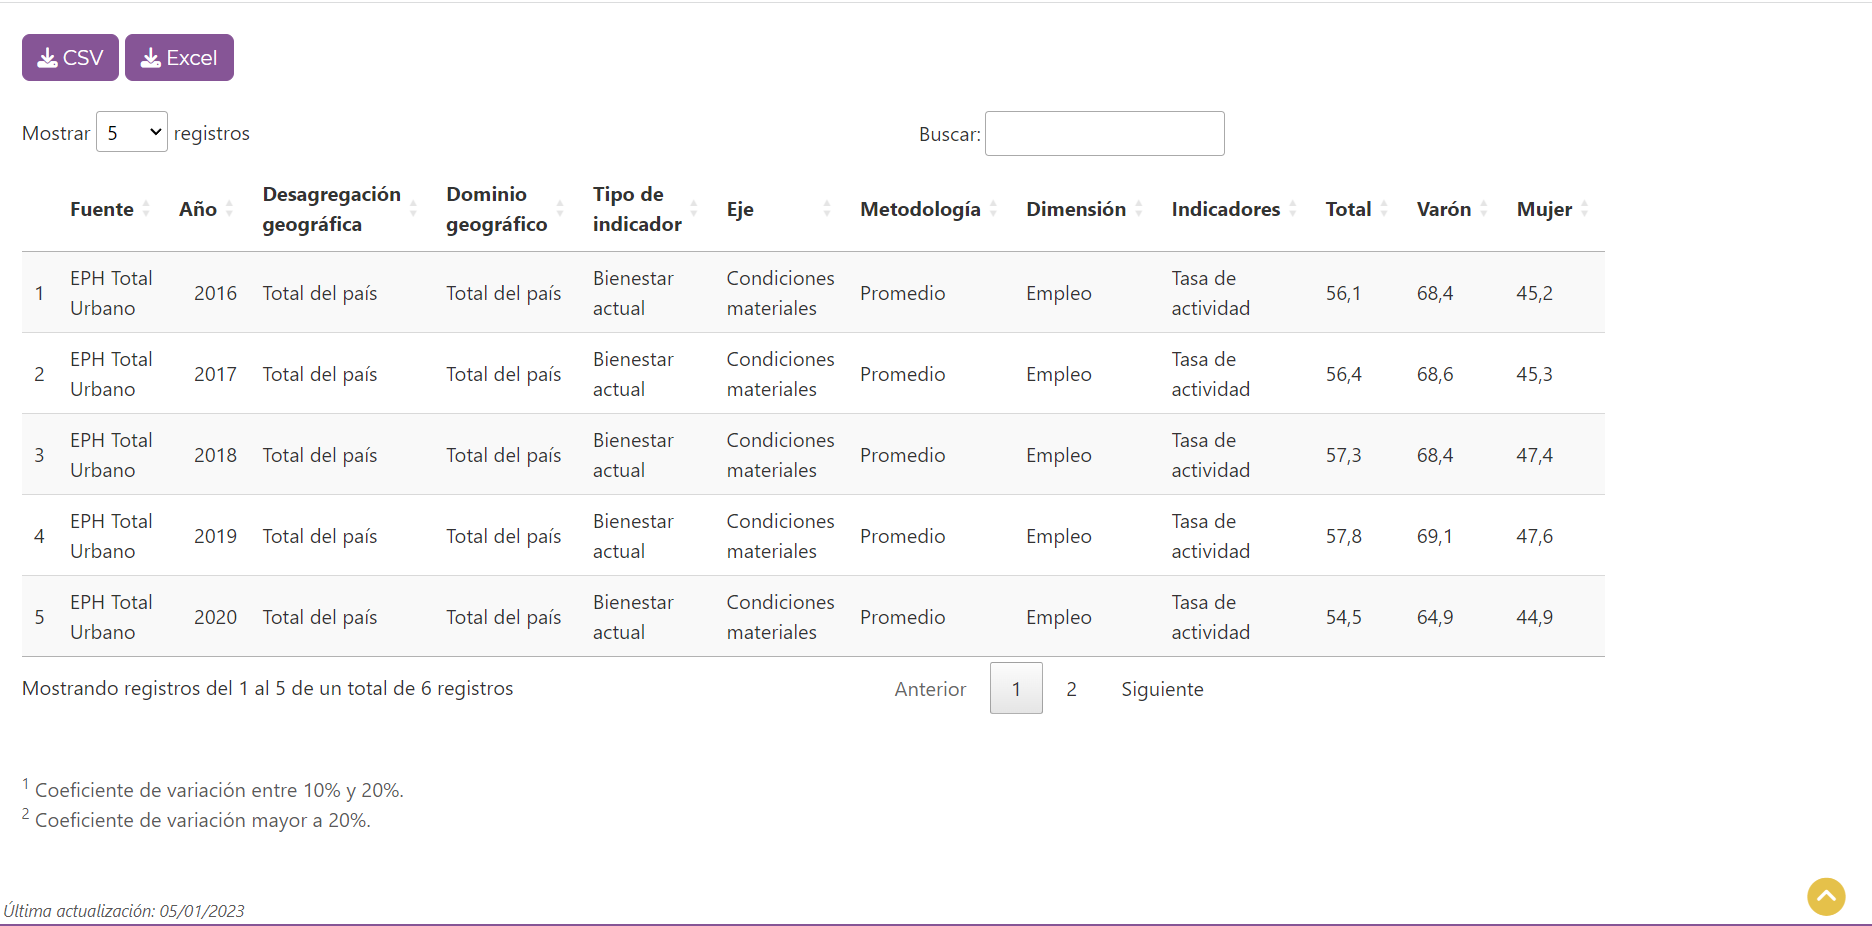 CSV Excel
Mostrar 5 registros Buscar:
Fuente Año Desagregación geográfica Dominio geográfico Tipo de indicador Eje Metodología Dimensión Indicadores Total Varón Mujer
1 EPH Total Urbano 2016 Total del país Total del país Bienestar actual Condiciones materiales Promedio Empleo Tasa de actividad 56,1 68,4 45,2
2 EPH Total Urbano 2017 Total del país Total del país Bienestar actual Condiciones materiales Promedio Empleo Tasa de actividad 56,4 68,6 45,3
3 EPH Total Urbano 2018 Total del país Total del país Bienestar actual Condiciones materiales Promedio Empleo Tasa de actividad 57,3 68,4 47,4
4 EPH Total Urbano 2019 Total del país Total del país Bienestar actual Condiciones materiales Promedio Empleo Tasa de actividad 57,8 69,1 47,6
5 EPH Total Urbano 2020 Total del país Total del país Bienestar actual Condiciones materiales Promedio Empleo Tasa de actividad 54,5 64,9 44,9
Mostrando registros del 1 al 5 de un total de 6 registros Anterior 1 2 Siguiente
1 Coeficiente de variación entre 10% y 20%.
2 Coeficiente de variación mayor a 20%.
Última actualización: 05/01/2023